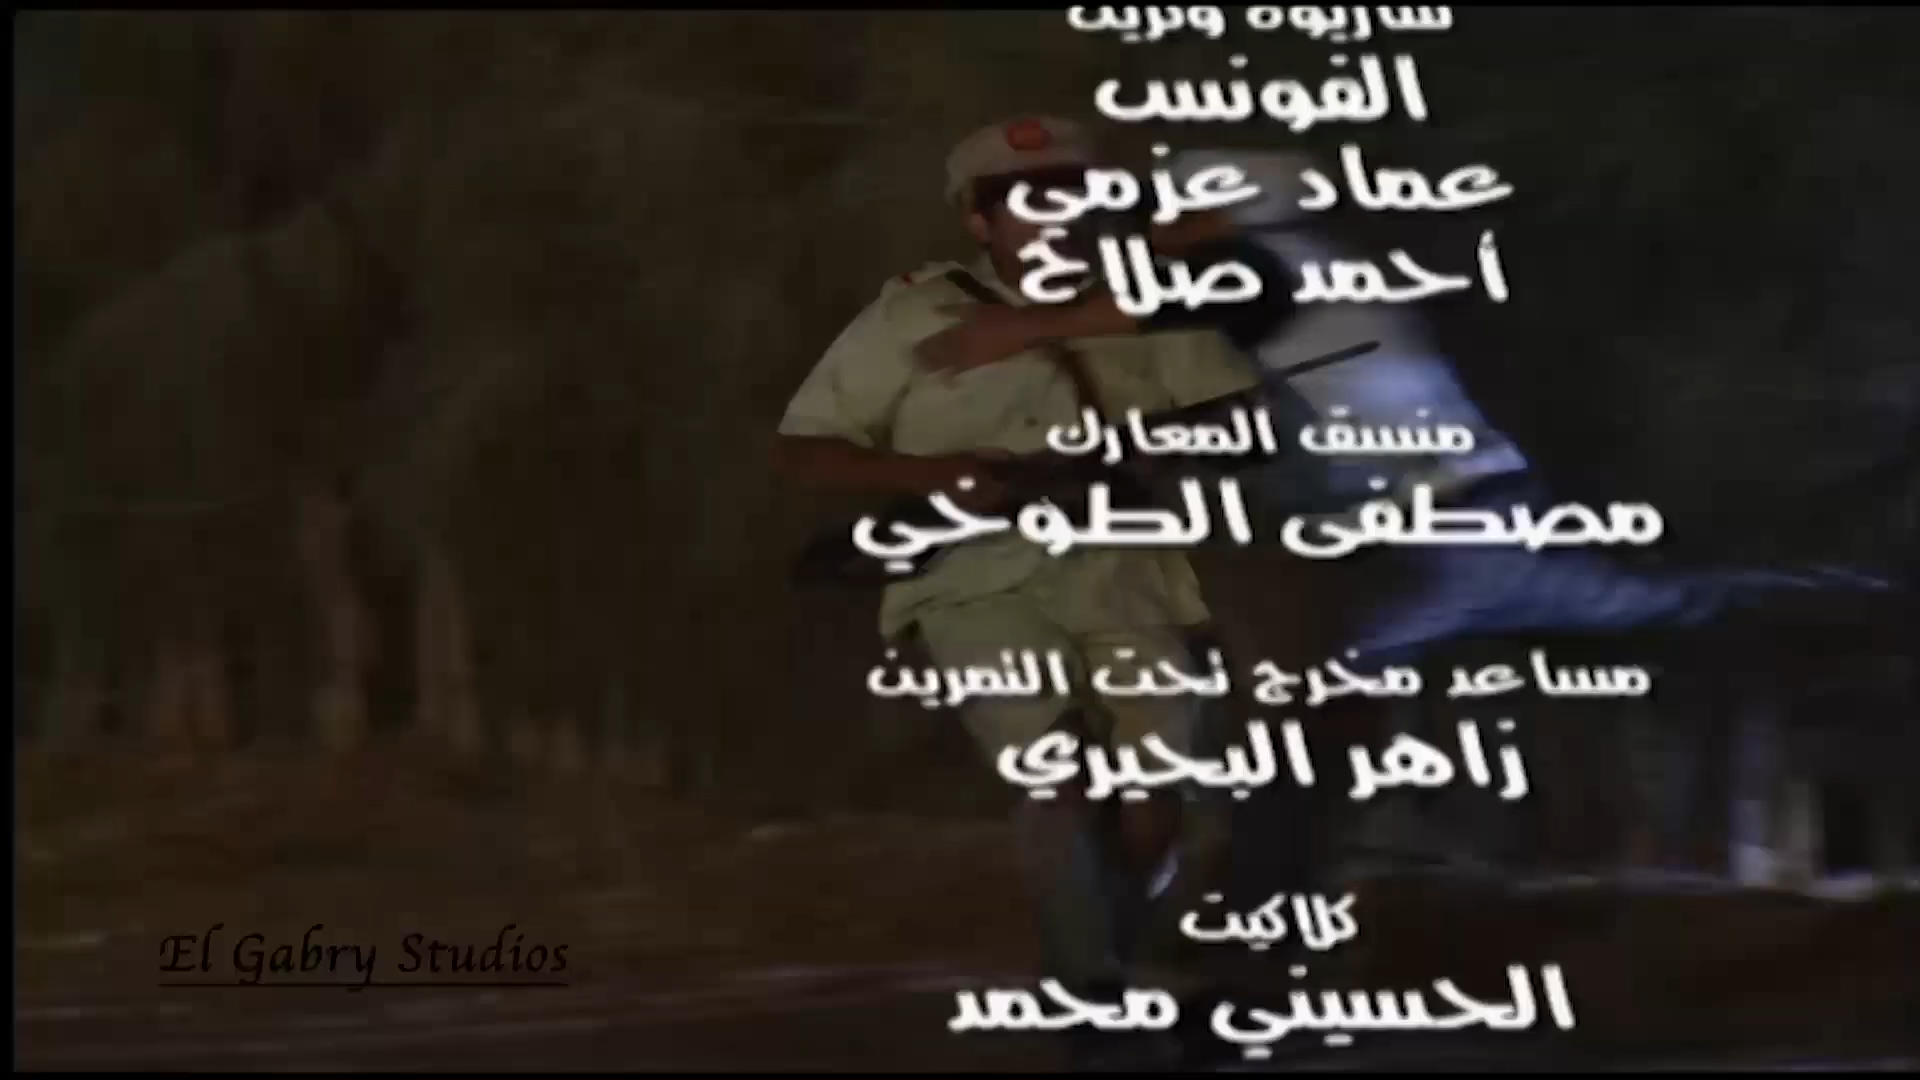 الفونس
عماد عزمي
أحمد صلاح
منسق المعارك
مصطفى الطوخي
مساعد مخرج تحت التمرين
زاهر البحيري
كلاكيت
الحسيني محمد
El Gabry Studios